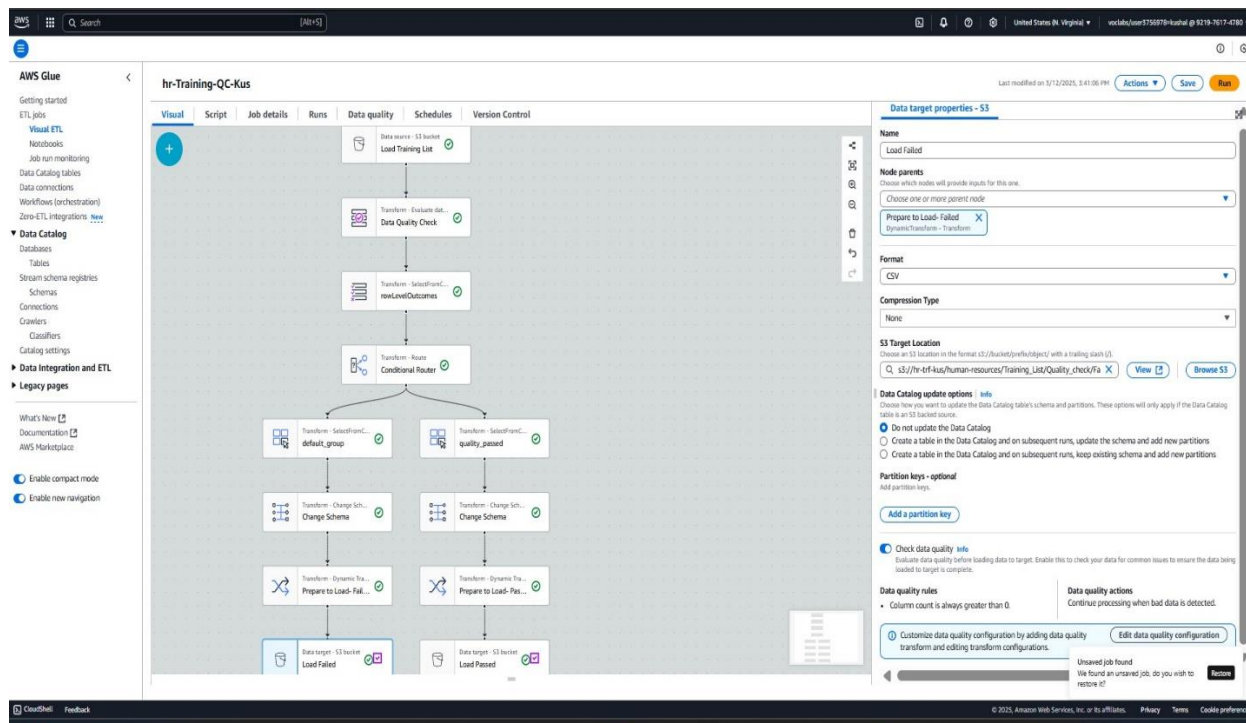 aws
Search
[Alt+S]
United States (N. Virginia)
voclabs/user3756978=kushal @ 9219-7617-4780
AWS Glue
Getting started
ETL jobs
Visual ETL
Notebooks
Job run monitoring
Data Catalog tables
Data connections
Workflows (orchestration)
Zero-ETL integrations New
Data Catalog
Databases
Tables
Stream schema registries
Schemas
Connections
Crawlers
Classifiers
Catalog settings
Data Integration and ETL
Legacy pages
What's New
Documentation
AWS Marketplace
Enable compact mode
Enable new navigation
hr-Training-QC-Kus
Last modified on 3/12/2025, 3:41:06 PM
Actions
Save
Run
Visual
Script
Job details
Runs
Data quality
Schedules
Version Control
Data source - S3 bucket
Load Training List
Transform - Evaluate dat...
Data Quality Check
Transform - SelectFromC...
rowLevelOutcomes
Transform - Route
Conditional Router
Transform - SelectFromC...
default_group
Transform - SelectFromC...
quality_passed
Transform - Change Sch...
Change Schema
Transform - Change Sch...
Change Schema
Transform - Dynamic Tra...
Prepare to Load- Fail...
Transform - Dynamic Tra...
Prepare to Load- Pas...
Data target - S3 bucket
Load Failed
Data target - S3 bucket
Load Passed
Data target properties - S3
Name
Load Failed
Node parents
Choose which nodes will provide inputs for this one.
Choose one or more parent node
Prepare to Load- Failed
DynamicTransform - Transform
Format
CSV
Compression Type
None
S3 Target Location
Choose an S3 location in the format s3://bucket/prefix/object/ with a trailing slash (/).
s3://hr-trf-kus/human-resources/Training_List/Quality_check/Fa
View
Browse S3
Data Catalog update options Info
Choose how you want to update the Data Catalog table's schema and partitions. These options will only apply if the Data Catalog
table is an S3 backed source.
Do not update the Data Catalog
Create a table in the Data Catalog and on subsequent runs, update the schema and add new partitions
Create a table in the Data Catalog and on subsequent runs, keep existing schema and add new partitions
Partition keys - optional
Add partition keys.
Add a partition key
Check data quality Info
Evaluate data quality before loading data to target. Enable this to check your data for common issues to ensure the data being
loaded to target is complete.
Data quality rules
Column count is always greater than 0.
Data quality actions
Continue processing when bad data is detected.
Customize data quality configuration by adding data quality
transform and editing transform configurations.
Edit data quality configuration
Unsaved job found
We found an unsaved job, do you wish to
restore it?
Restore
CloudShell
Feedback
© 2025, Amazon Web Services, Inc. or its affiliates.
Privacy
Terms
Cookie preferenc